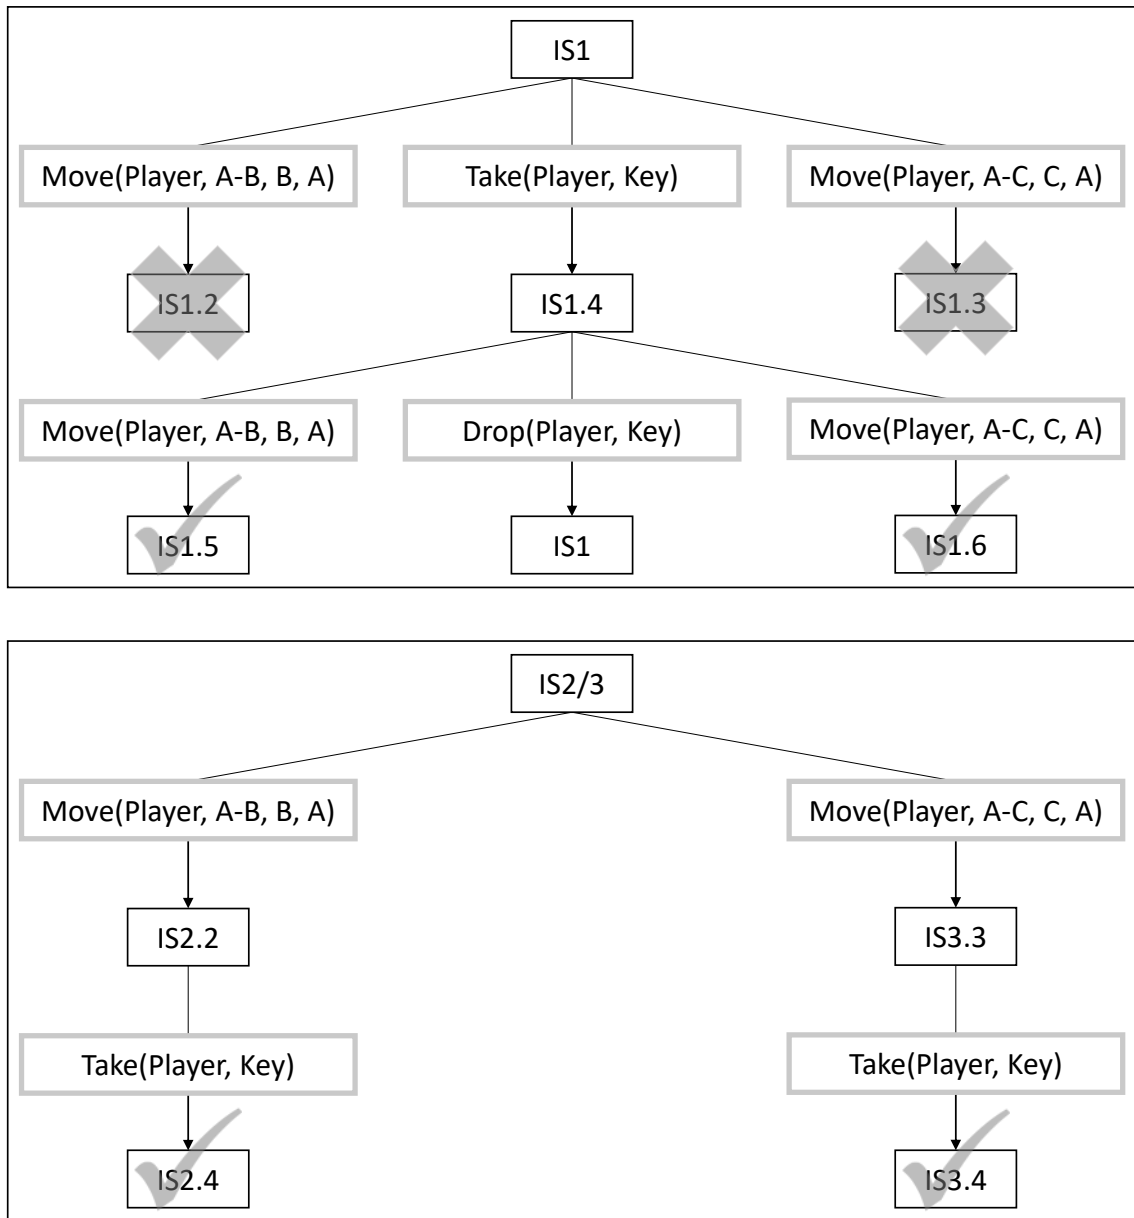 IS1
Move(Player, A-B, B, A)
Take(Player, Key)
Move(Player, A-C, C, A)
IS1.2
IS1.4
IS1.3
Move(Player, A-B, B, A)
Drop(Player, Key)
Move(Player, A-C, C, A)
IS1.5
IS1
IS1.6
IS2/3
Move(Player, A-B, B, A)
Move(Player, A-C, C, A)
IS2.2
IS3.3
Take(Player, Key)
Take(Player, Key)
IS2.4
IS3.4